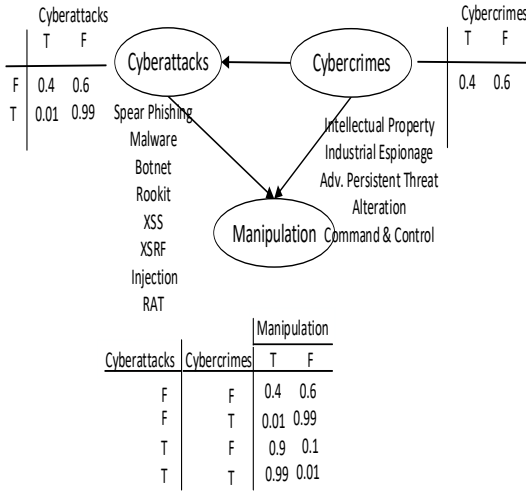 Cyberattacks
T F
F 0.4 0.6
T 0.01 0.99
Cyberattacks
Cybercrimes
Cybercrimes
T F
0.4 0.6
Spear Phishing
Malware
Botnet
Rookit
XSS
XSRF
Injection
RAT
Intellectual Property
Industrial Espionage
Adv. Persistent Threat
Alteration
Command & Control
Manipulation
Manipulation
Cyberattacks Cybercrimes T F
F F 0.4 0.6
F T 0.01 0.99
T F 0.9 0.1
T T 0.99 0.01